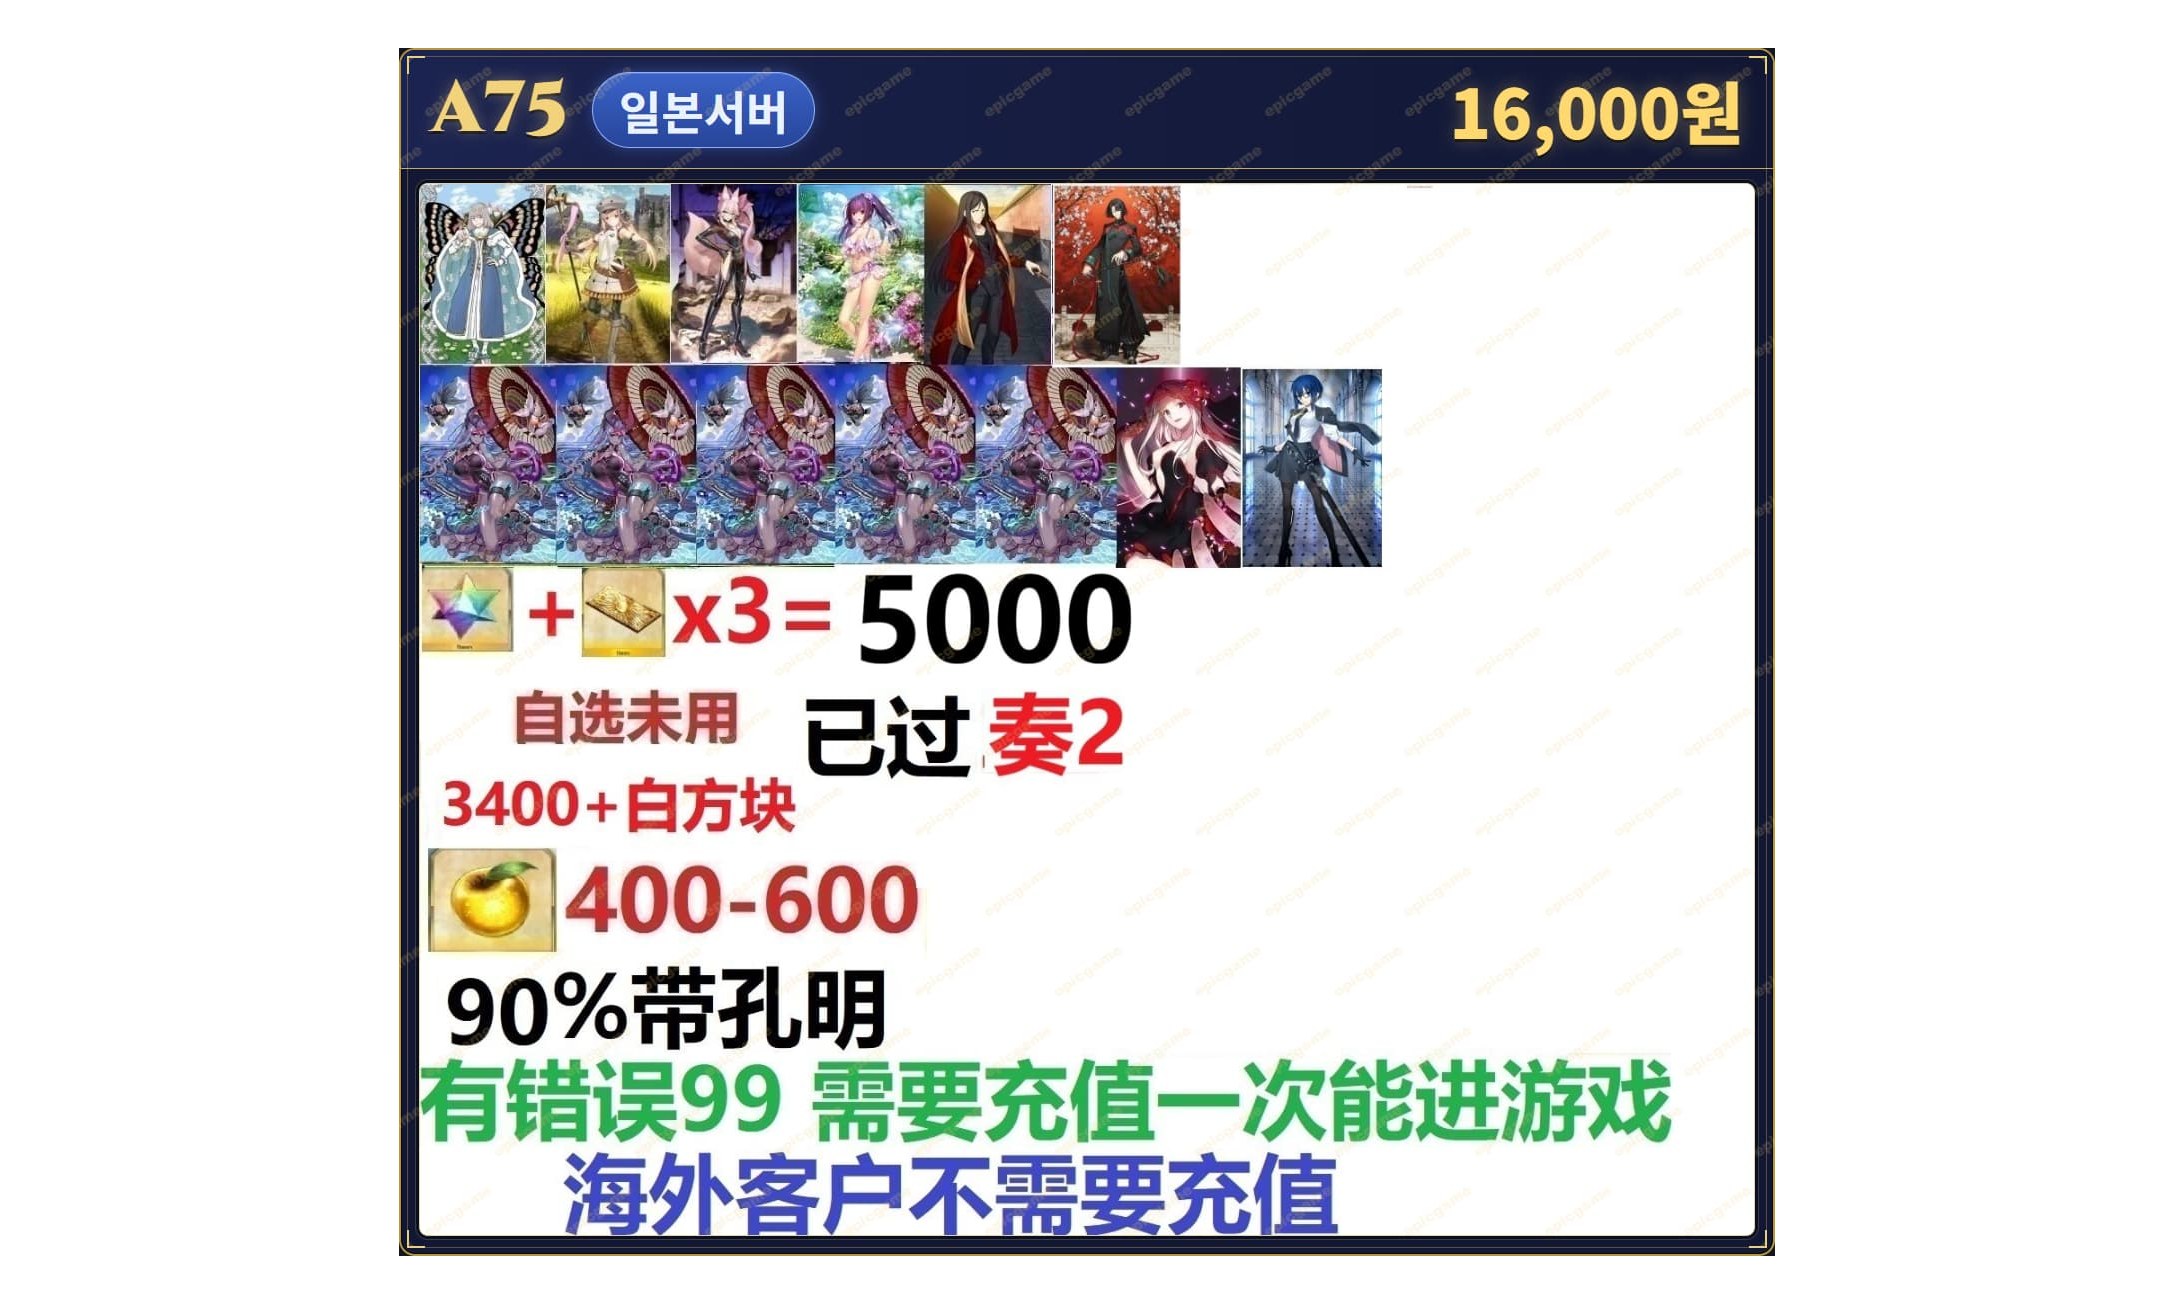 A75 일본서버 16,000원
+ x3= 5000
自选未用 已过 奏2
3400+白方块
400-600
90%带孔明
有错误99 需要充值一次能进游戏
海外客户不需要充值
epicgame